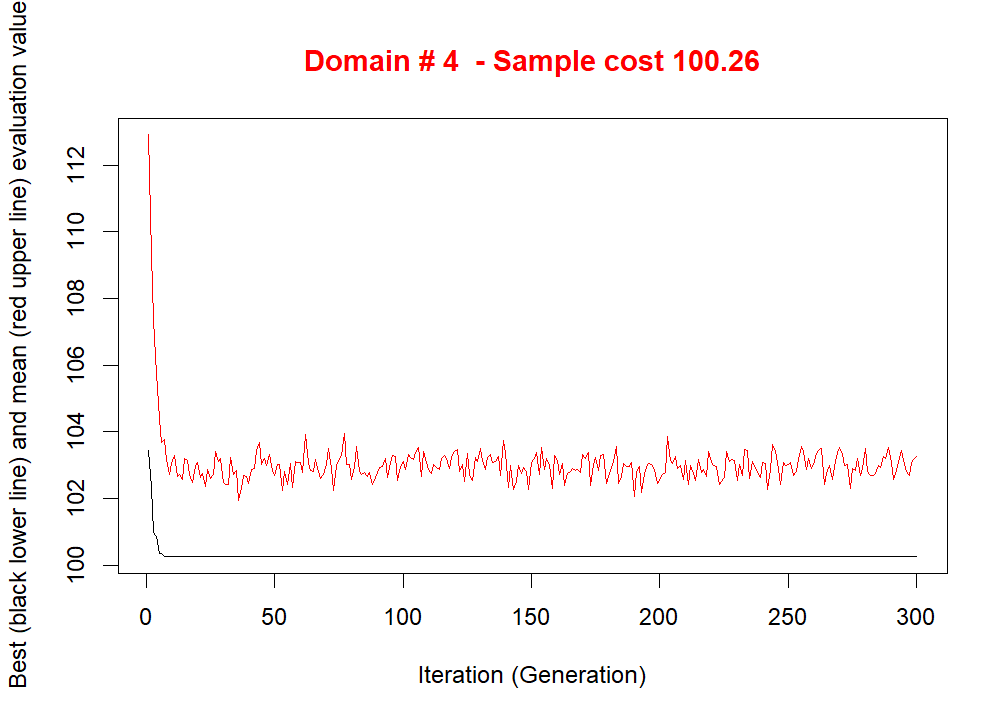 Domain # 4  - Sample cost 100.26
Best (black lower line) and mean (red upper line) evaluation value
112
110
108
106
104
102
100
0 50 100 150 200 250 300
Iteration (Generation)